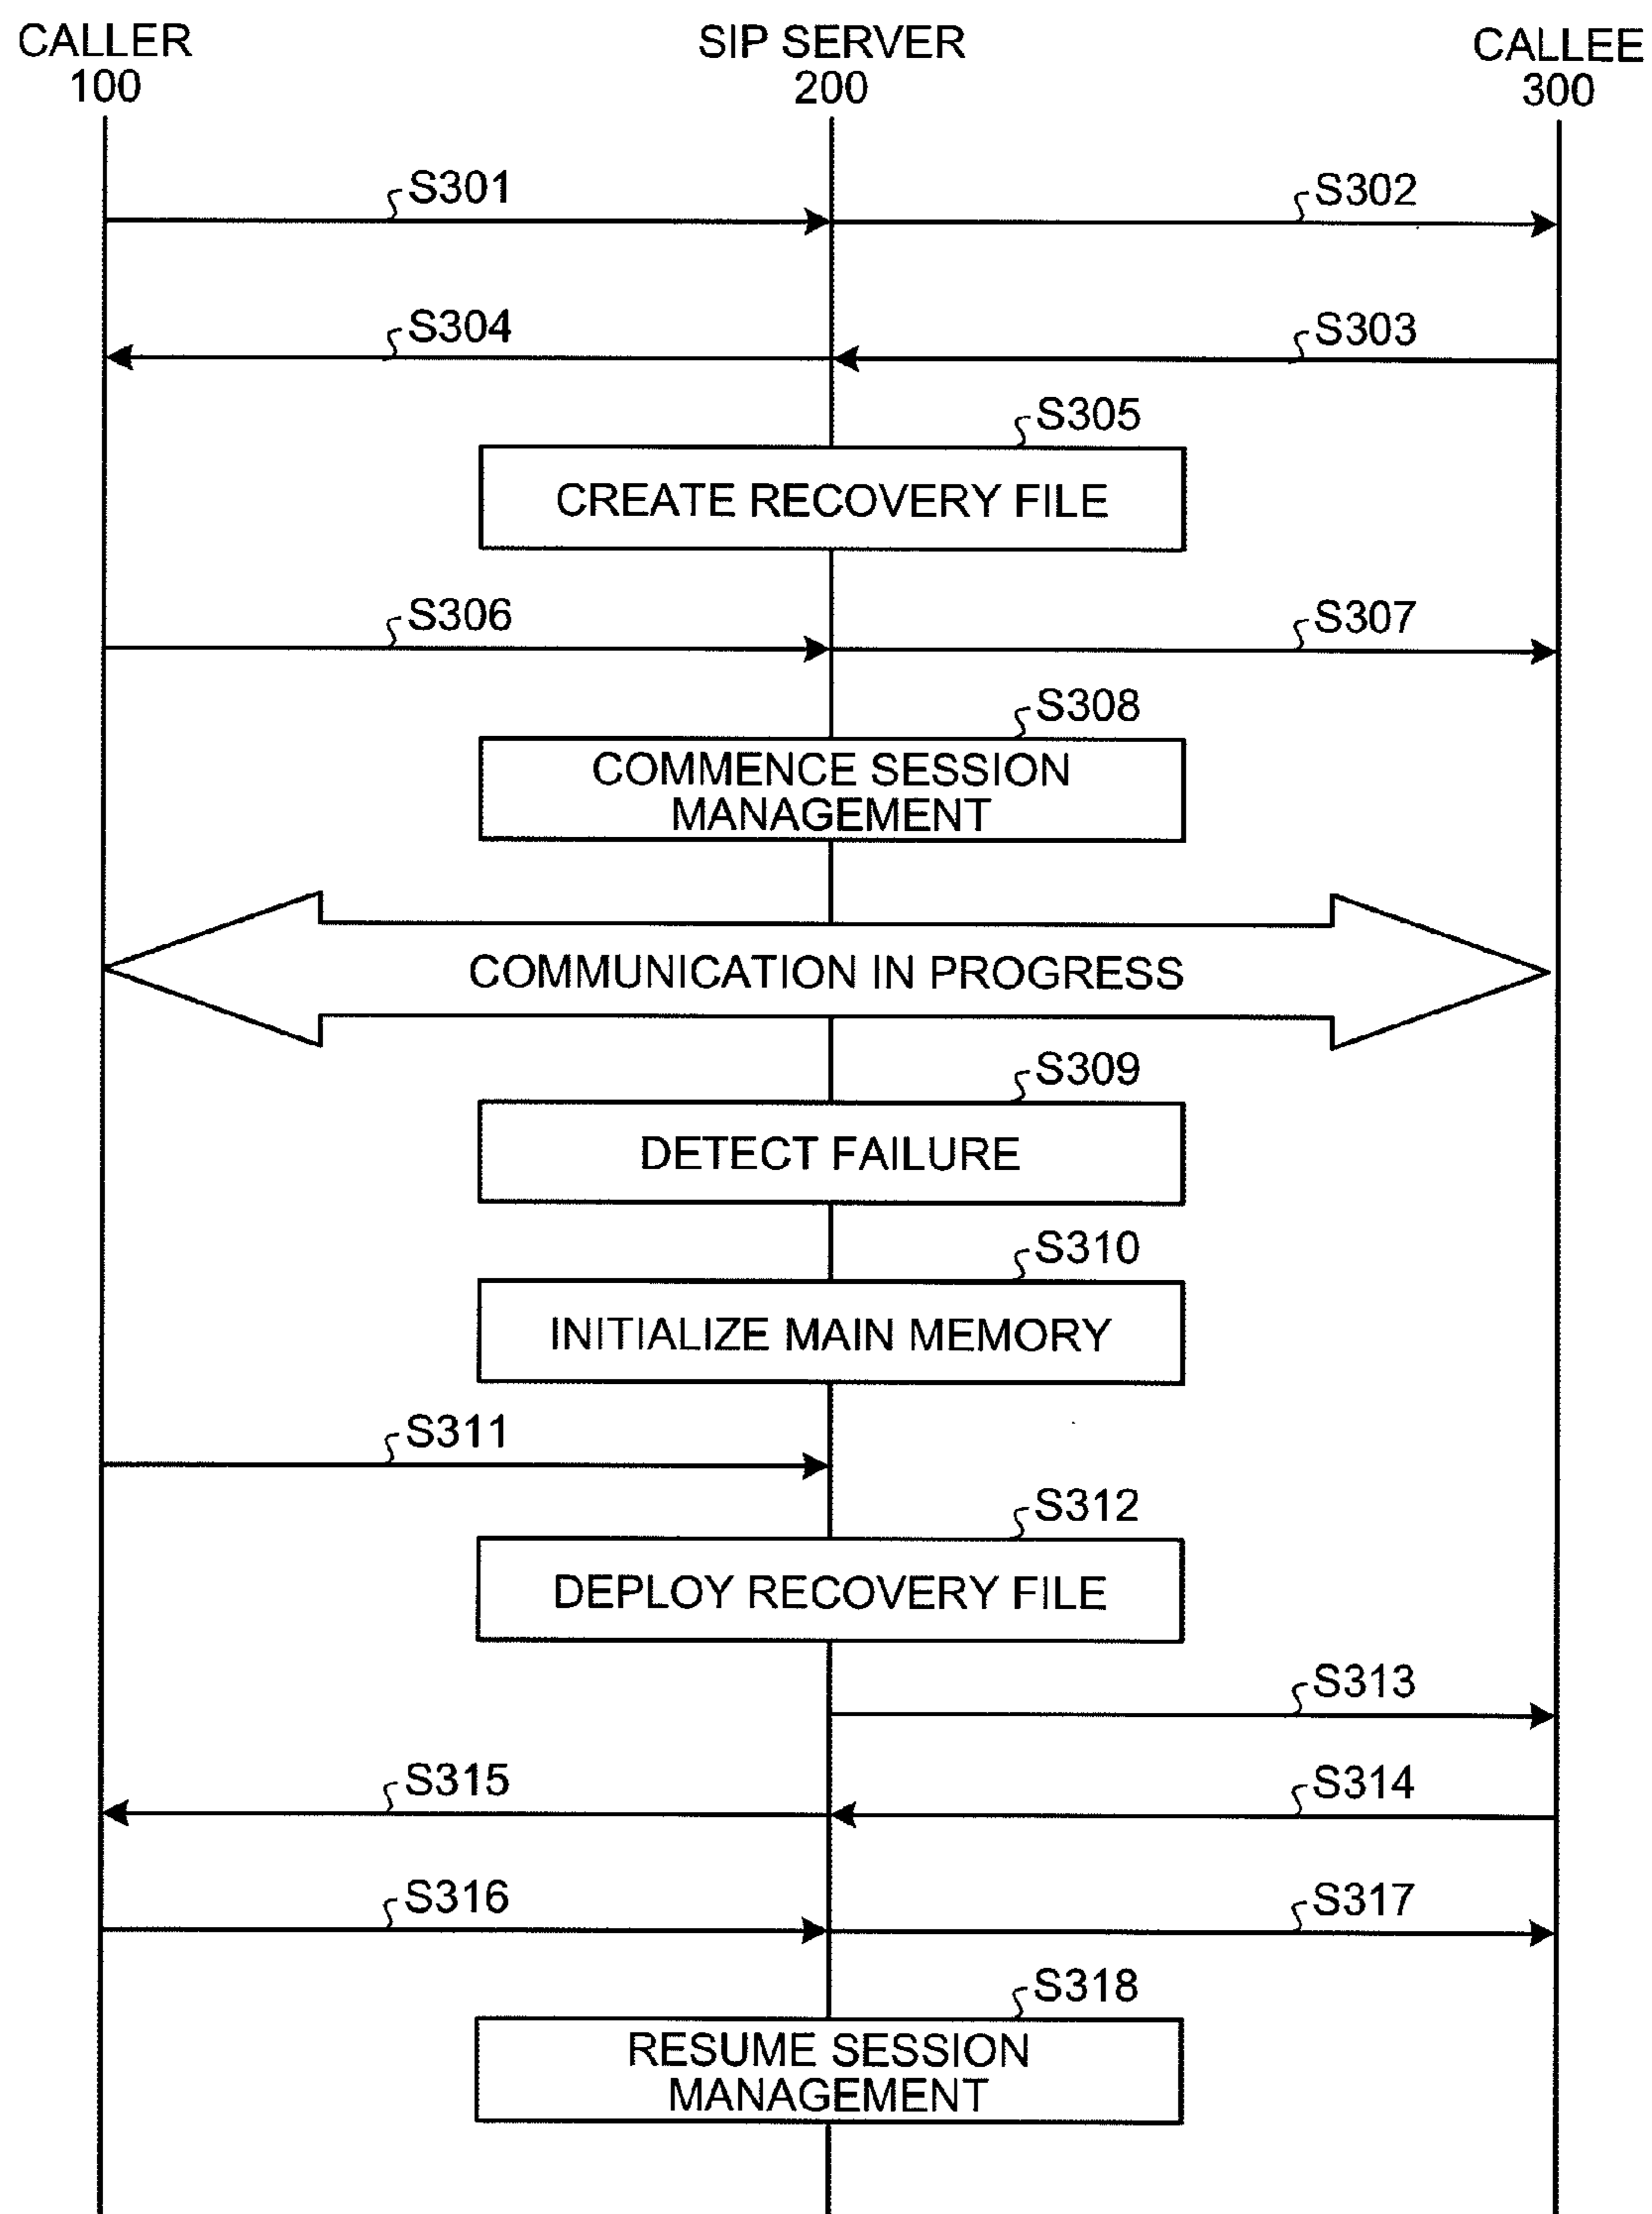 CALLER
100
SIP SERVER
200
CALLEE
300
S301
S302
S304
S303
S305
CREATE RECOVERY FILE
S306
S307
S308
COMMENCE SESSION
MANAGEMENT
COMMUNICATION IN PROGRESS
S309
DETECT FAILURE
S310
INITIALIZE MAIN MEMORY
S311
S312
DEPLOY RECOVERY FILE
S313
S315
S314
S316
S317
S318
RESUME SESSION
MANAGEMENT